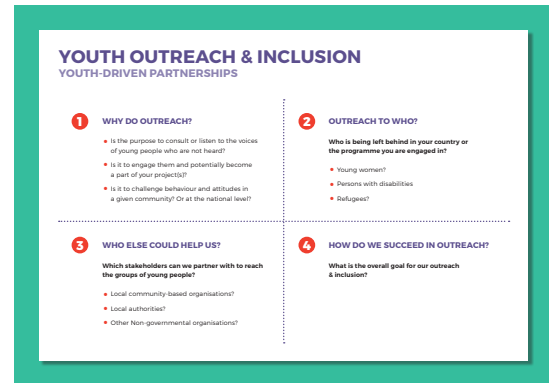 YOUTH OUTREACH & INCLUSION
YOUTH-DRIVEN PARTNERSHIPS
1
WHY DO OUTREACH?
Is the purpose to consult or listen to the voices
of young people who are not heard?
Is it to engage them and potentially become
a part of your project(s)?
Is it to challenge behaviour and attitudes in
a given community? Or at the national level?
2
OUTREACH TO WHO?
Who is being left behind in your country or
the programme you are engaged in?
Young women?
Persons with disabilities
Refugees?
3
WHO ELSE COULD HELP US?
Which stakeholders can we partner with to reach
the groups of young people?
Local community-based organisations?
Local authorities?
Other Non-governmental organisations?
4
HOW DO WE SUCCEED IN OUTREACH?
What is the overall goal for our outreach
& inclusion?